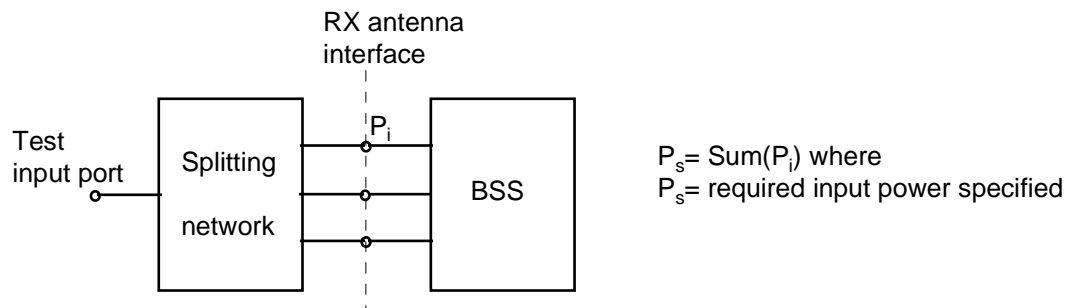 RX antenna
interface
P_i
Test
input port
Splitting
network
BSS
P_s= Sum(P_i) where
P_s= required input power specified